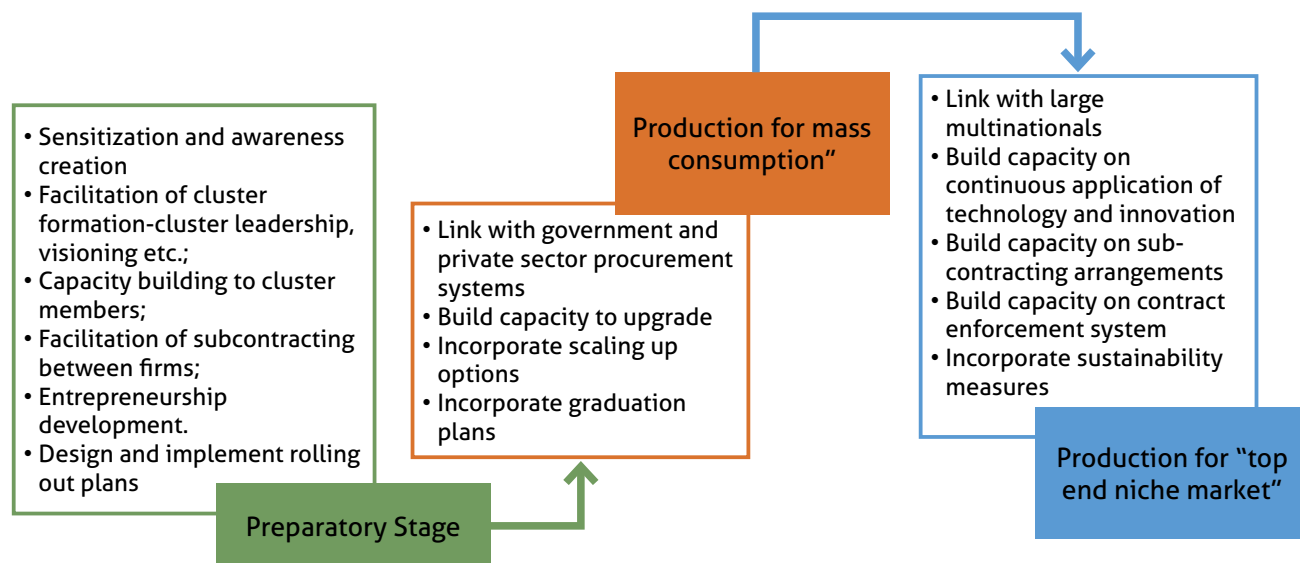 • Sensitization and awareness
creation
• Facilitation of cluster
formation-cluster leadership,
visioning etc.;
• Capacity building to cluster
members;
• Facilitation of subcontracting
between firms;
• Entrepreneurship
development.
• Design and implement rolling
out plans
Preparatory Stage
Production for mass
consumption”
• Link with government and
private sector procurement
systems
• Build capacity to upgrade
• Incorporate scaling up
options
• Incorporate graduation
plans
• Link with large
multinationals
• Build capacity on
continuous application of
technology and innovation
• Build capacity on sub-
contracting arrangements
• Build capacity on contract
enforcement system
• Incorporate sustainability
measures
Production for “top
end niche market”